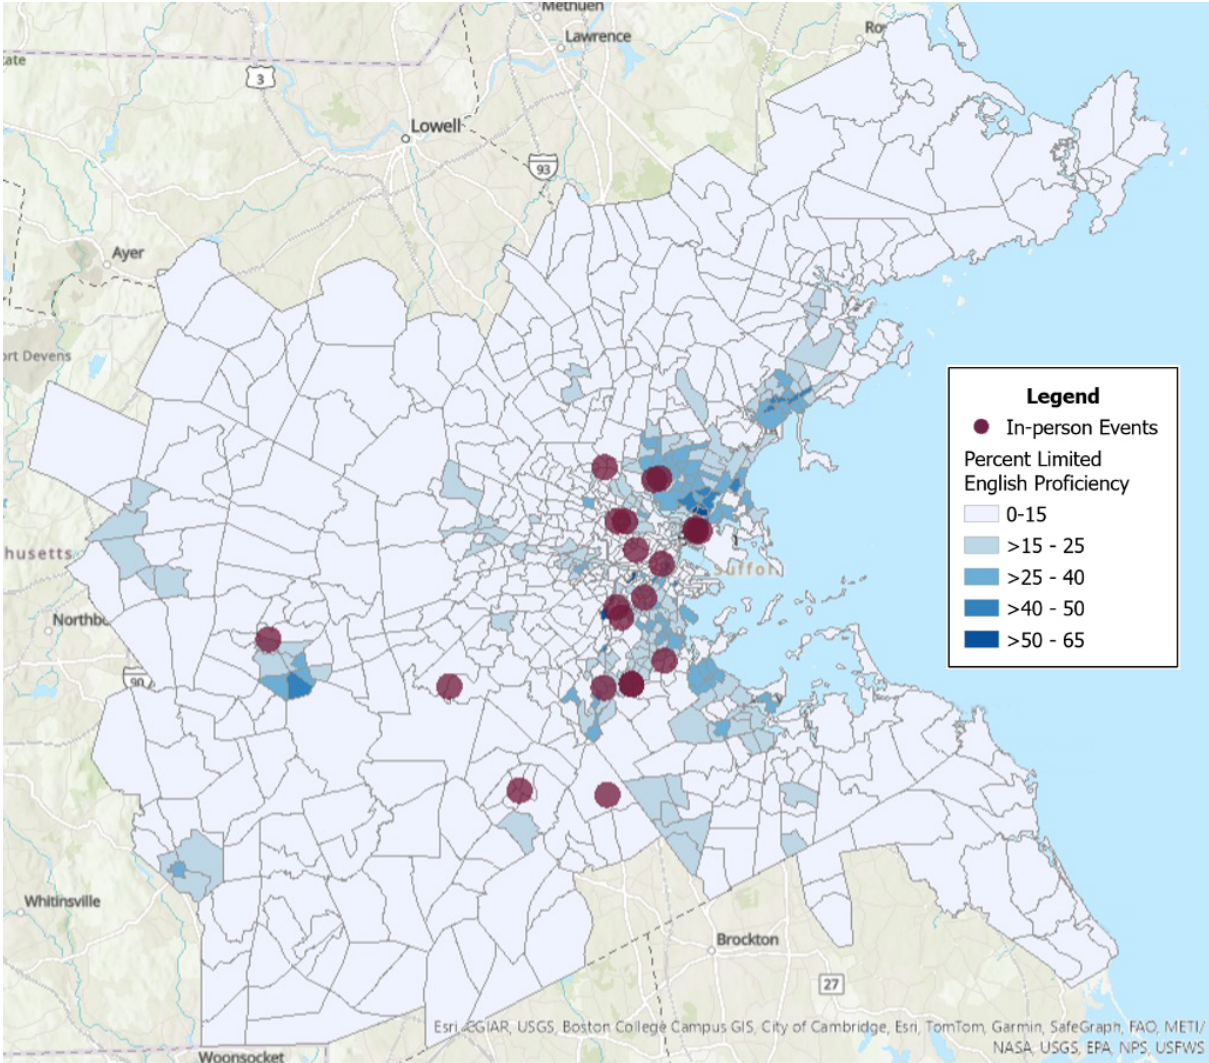 Methuen
Lawrence
Ro
tate
3
Lowell
93
Ayer
ort Devens
Legend
In-person Events
Percent Limited
English Proficiency
0-15
>15 - 25
>25 - 40
>40 - 50
>50 - 65
husetts
Suffol
Northbo
90
Whitinsville
Brockton
27
Esri, CGIAR, USGS, Boston College Campus GIS, City of Cambridge, Esri, TomTom, Garmin, SafeGraph, FAO, METI/
NASA, USGS, EPA, NPS, USFWS
Woonsocket